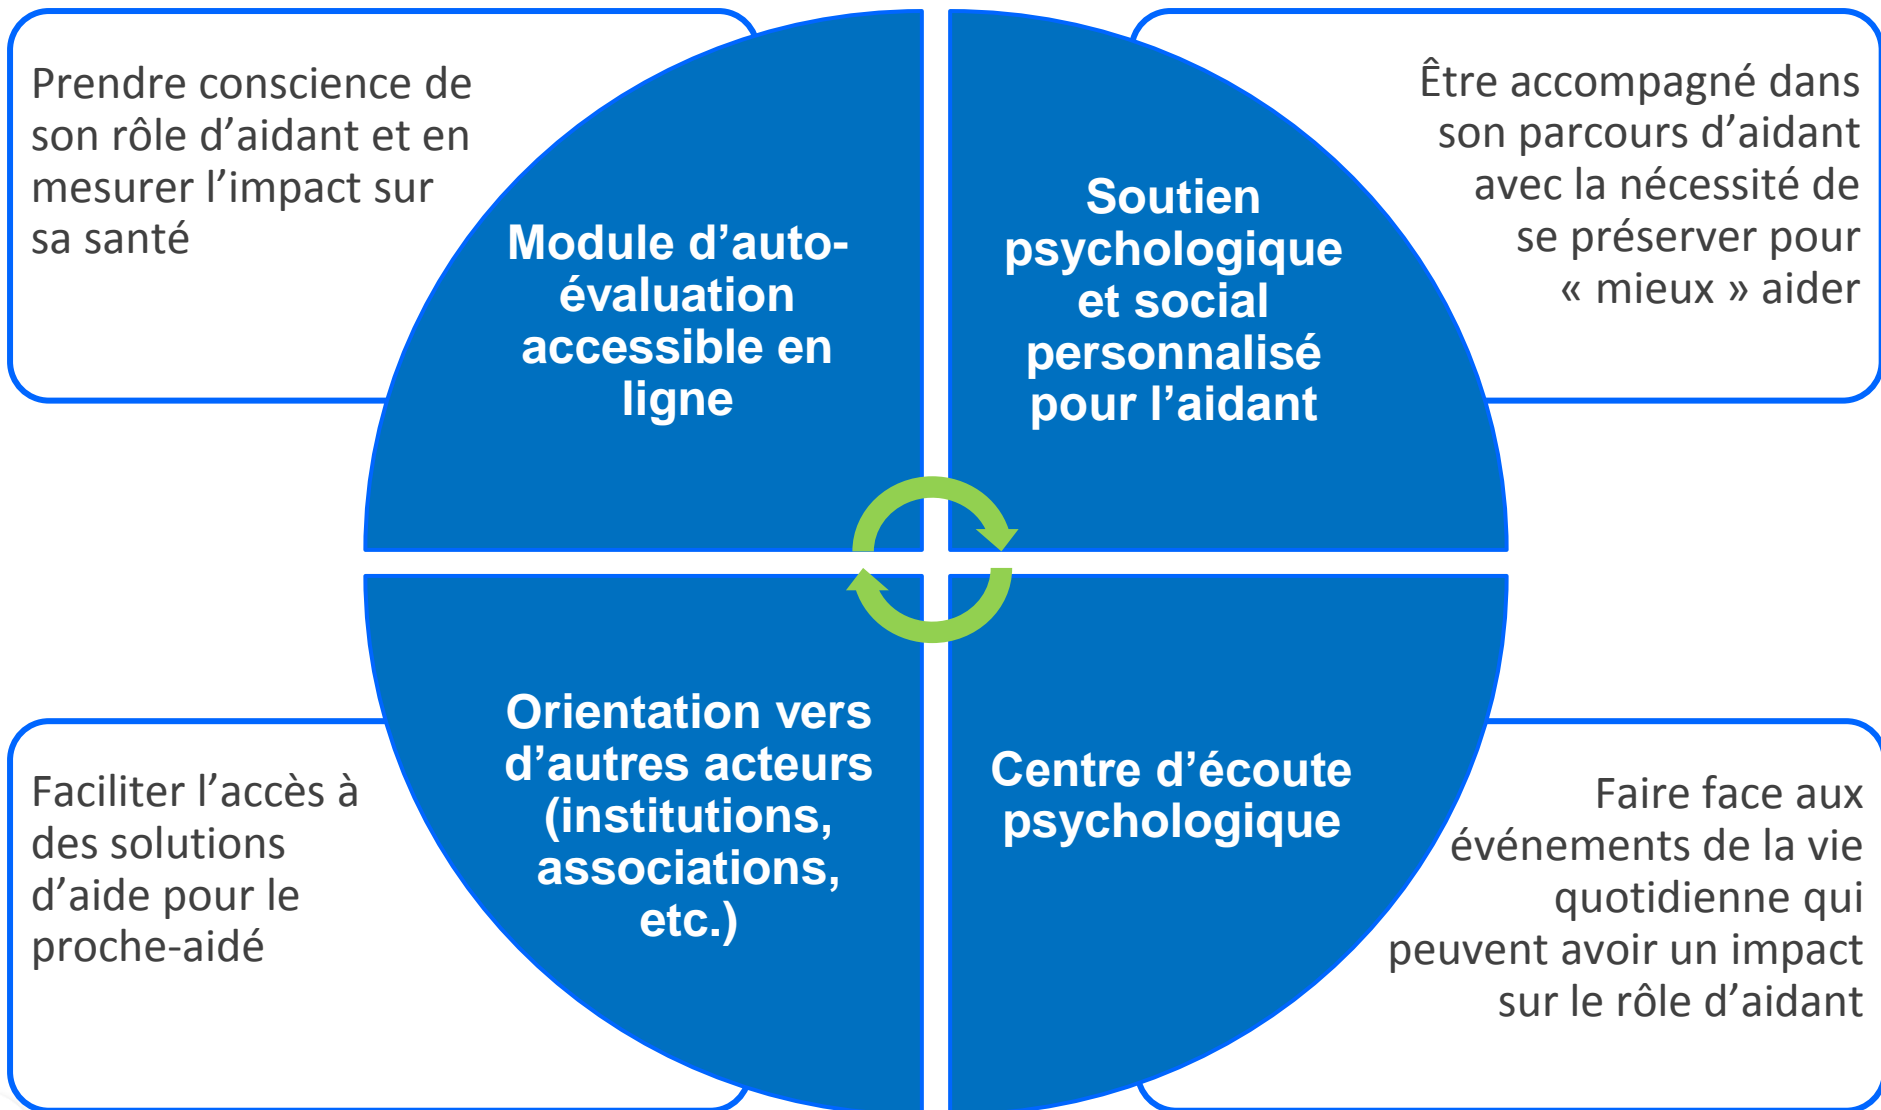 Prendre conscience de
son rôle d’aidant et en
mesurer l’impact sur
sa santé
Module d’auto-
évaluation
accessible en
ligne
Soutien
psychologique
et social
personnalisé
pour l’aidant
Être accompagné dans
son parcours d’aidant
avec la nécessité de
se préserver pour
« mieux » aider
Faciliter l’accès à
des solutions
d’aide pour le
proche-aidé
Orientation vers
d’autres acteurs
(institutions,
associations,
etc.)
Centre d’écoute
psychologique
Faire face aux
événements de la vie
quotidienne qui
peuvent avoir un impact
sur le rôle d’aidant